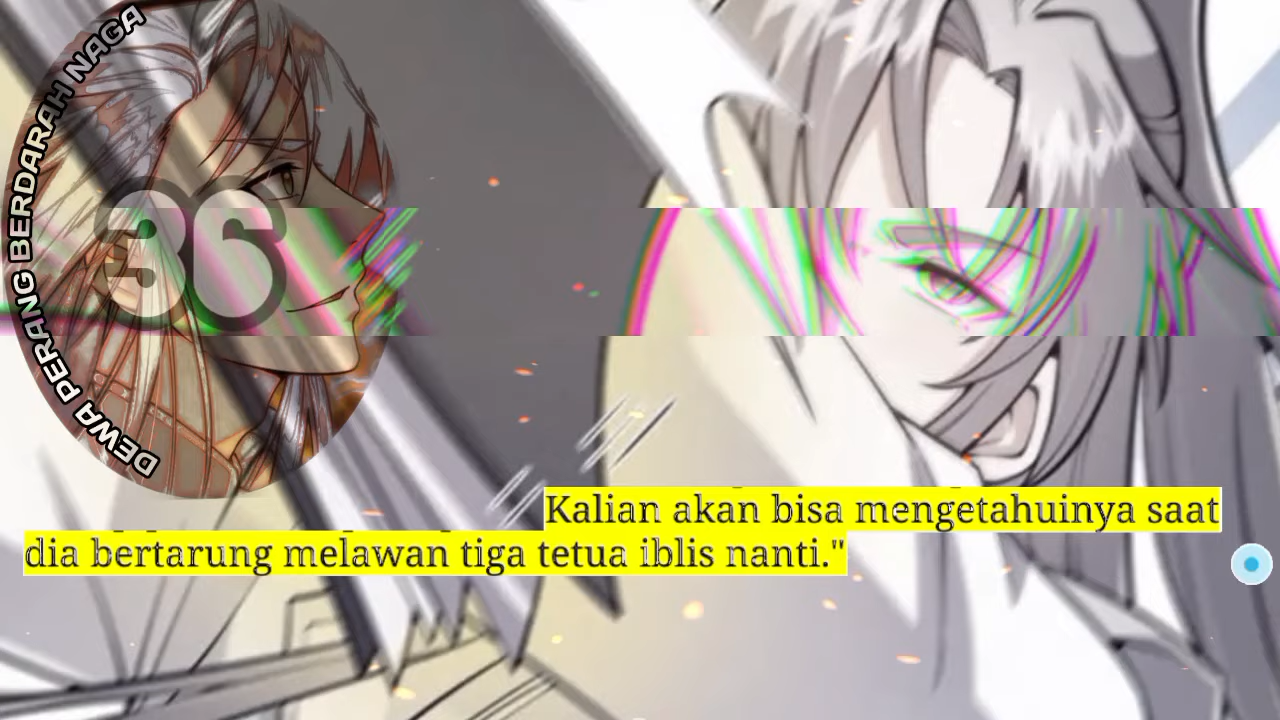 DEWA PERANG BERDARAH NAGA
36
Kalian akan bisa mengetahuinya saat
dia bertarung melawan tiga tetua iblis nanti."